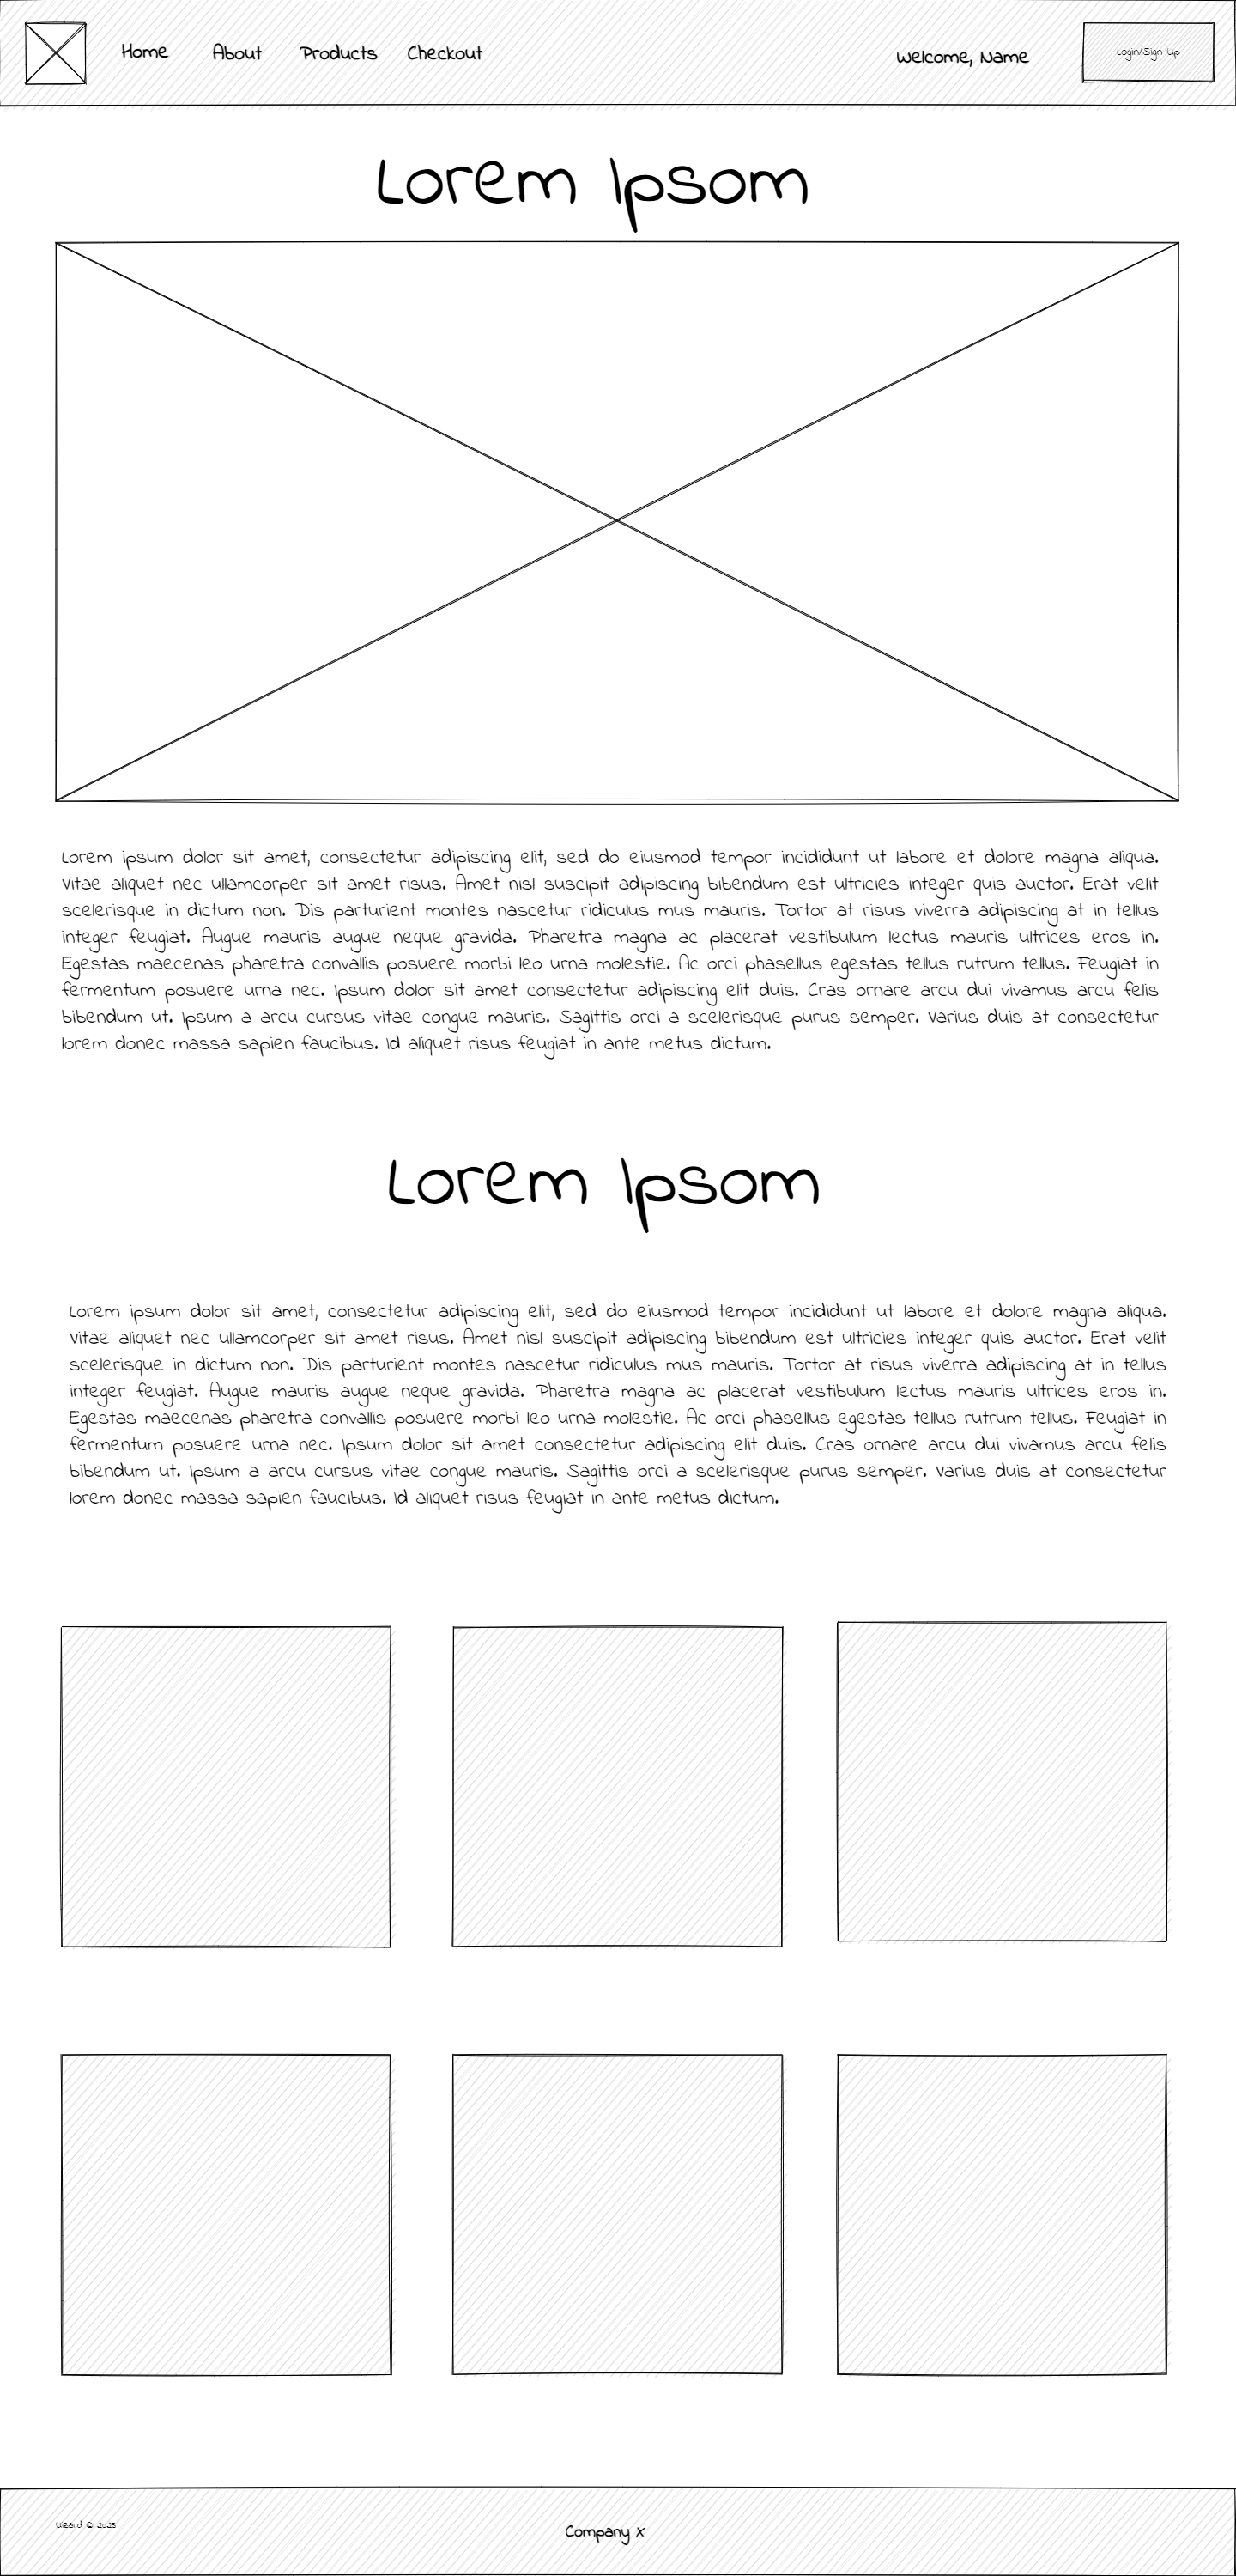 Home About Products Checkout Welcome, Name Login/Sign Up
Lorem Ipsom
Lorem ipsum dolor sit amet, consectetur adipiscing elit, sed do eiusmod tempor incididunt ut labore et dolore magna aliqua.
Vitae aliquet nec ullamcorper sit amet risus. Amet nisl suscipit adipiscing bibendum est ultricies integer quis auctor. Erat velit
scelerisque in dictum non. Dis parturient montes nascetur ridiculus mus mauris. Tortor at risus viverra adipiscing at in tellus
integer feugiat. Augue mauris augue neque gravida. Pharetra magna ac placerat vestibulum lectus mauris ultrices eros in.
Egestas maecenas pharetra convallis posuere morbi leo urna molestie. Ac orci phasellus egestas tellus rutrum tellus. Feugiat in
fermentum posuere urna nec. Ipsum dolor sit amet consectetur adipiscing elit duis. Cras ornare arcu dui vivamus arcu felis
bibendum ut. Ipsum a arcu cursus vitae congue mauris. Sagittis orci a scelerisque purus semper. Varius duis at consectetur
lorem donec massa sapien faucibus. Id aliquet risus feugiat in ante metus dictum.
Lorem Ipsom
Lorem ipsum dolor sit amet, consectetur adipiscing elit, sed do eiusmod tempor incididunt ut labore et dolore magna aliqua.
Vitae aliquet nec ullamcorper sit amet risus. Amet nisl suscipit adipiscing bibendum est ultricies integer quis auctor. Erat velit
scelerisque in dictum non. Dis parturient montes nascetur ridiculus mus mauris. Tortor at risus viverra adipiscing at in tellus
integer feugiat. Augue mauris augue neque gravida. Pharetra magna ac placerat vestibulum lectus mauris ultrices eros in.
Egestas maecenas pharetra convallis posuere morbi leo urna molestie. Ac orci phasellus egestas tellus rutrum tellus. Feugiat in
fermentum posuere urna nec. Ipsum dolor sit amet consectetur adipiscing elit duis. Cras ornare arcu dui vivamus arcu felis
bibendum ut. Ipsum a arcu cursus vitae congue mauris. Sagittis orci a scelerisque purus semper. Varius duis at consectetur
lorem donec massa sapien faucibus. Id aliquet risus feugiat in ante metus dictum.
Wizard © 2023
Company X